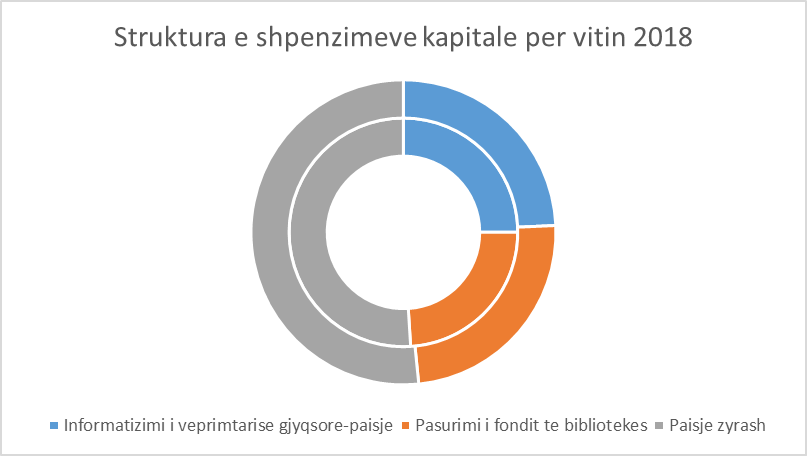 Struktura e shpenzimeve kapitale per vitin 2018
Informatizimi i veprimtarise gjyqsore-paisje Pasurimi i fondit te bibliotekes Paisje zyrash